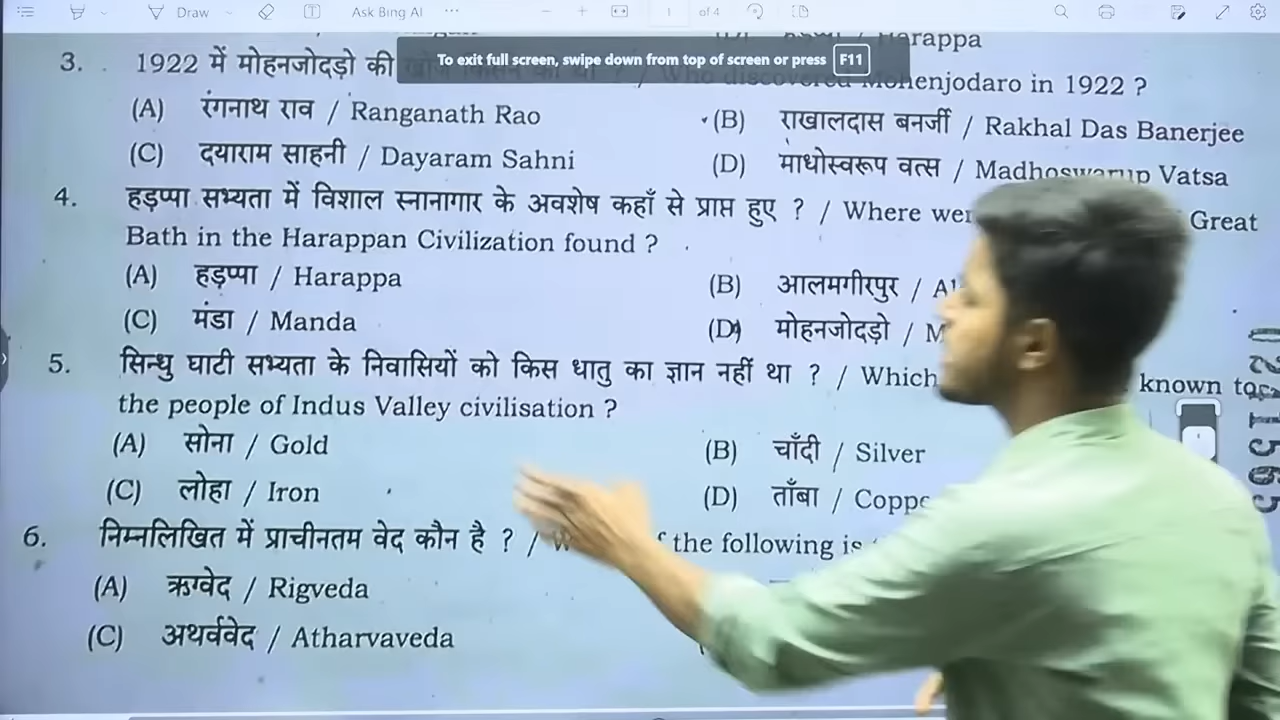 Draw
Ask Bing AI
1 of 4
To exit full screen, swipe down from top of screen or press F11
Harappa
3. 1922 में मोहनजोदड़ो की / Who discovered Mohenjodaro in 1922 ?
(A) रंगनाथ राव / Ranganath Rao
(B) राखालदास बनर्जी / Rakhal Das Banerjee
(C) दयाराम साहनी / Dayaram Sahni
(D) माधोस्वरूप वत्स / Madhoswarup Vatsa
4. हड़प्पा सभ्यता में विशाल स्नानागार के अवशेष कहाँ से प्राप्त हुए ? / Where Great
Bath in the Harappan Civilization found ?
(A) हड़प्पा / Harappa
(B) आलमगीरपुर /
(C) मंडा / Manda
(D) मोहनजोदड़ो /
5. सिन्धु घाटी सभ्यता के निवासियों को किस धातु का ज्ञान नहीं था ? / Which known to
the people of Indus Valley civilisation ?
(A) सोना / Gold
(B) चाँदी / Silver
(C) लोहा / Iron
(D) ताँबा /
6. निम्नलिखित में प्राचीनतम वेद कौन है ? / the following is
(A) ऋग्वेद / Rigveda
(C) अथर्ववेद / Atharvaveda